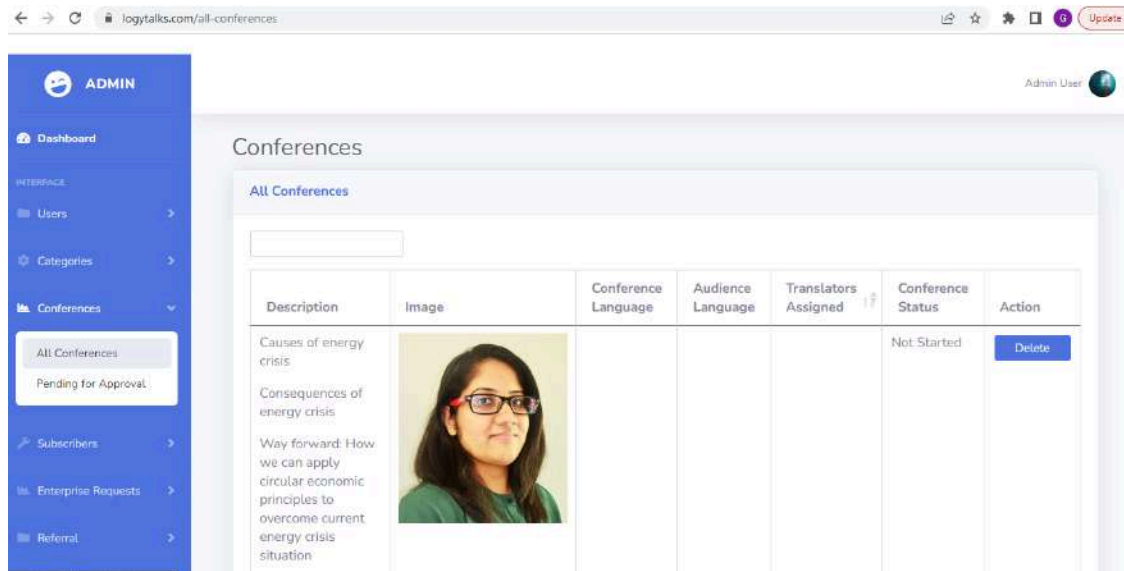 logytalks.com/all-conferences
G
Update
ADMIN
Admin User
Dashboard
INTERFACE
Users
Categories
Conferences
All Conferences
Pending for Approval
Subscribers
Enterprise Requests
Referral
Conferences
All Conferences
Description
Image
Conference
Language
Audience
Language
Translators
Assigned
Conference
Status
Action
Causes of energy
crisis
Consequences of
energy crisis
Way forward: How
we can apply
circular economic
principles to
overcome current
energy crisis
situation
Not Started
Delete